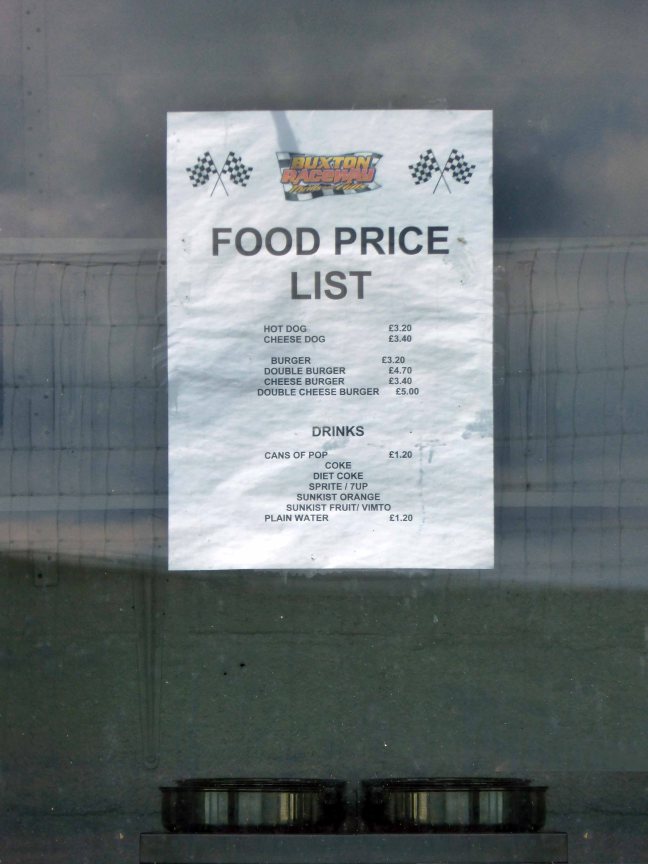 BUXTON
RACEWAY
FOOD PRICE
LIST
HOT DOG £3.20
CHEESE DOG £3.40
BURGER £3.20
DOUBLE BURGER £4.70
CHEESE BURGER £3.40
DOUBLE CHEESE BURGER £5.00
DRINKS
CANS OF POP £1.20
COKE
DIET COKE
SPRITE / 7UP
SUNKIST ORANGE
SUNKIST FRUIT/ VIMTO
PLAIN WATER £1.20